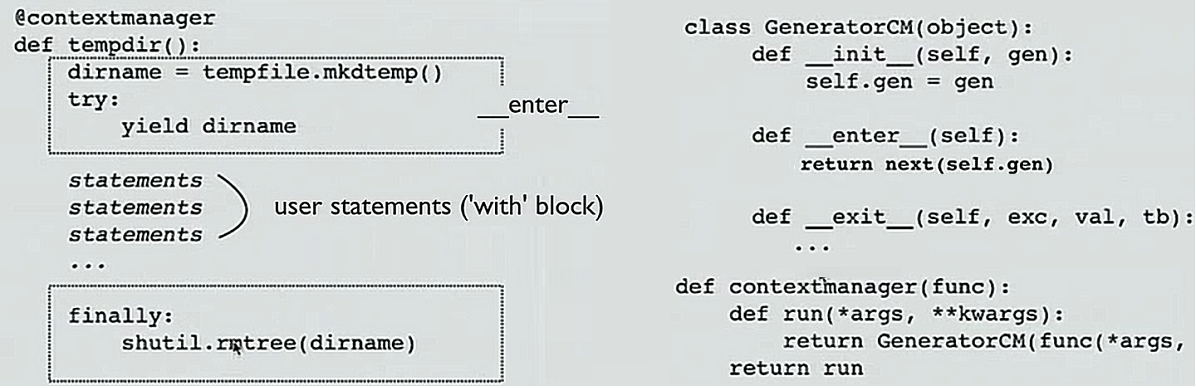 @contextmanager
def tempdir():
dirname = tempfile.mkdtemp()
try:
yield dirname
__enter__
statements
statements
statements
...
user statements ('with' block)
finally:
shutil.rmtree(dirname)
class GeneratorCM(object):
def __init__(self, gen):
self.gen = gen
def __enter__(self):
return next(self.gen)
def __exit__(self, exc, val, tb):
...
def contextmanager(func):
def run(*args, **kwargs):
return GeneratorCM(func(*args,
return run